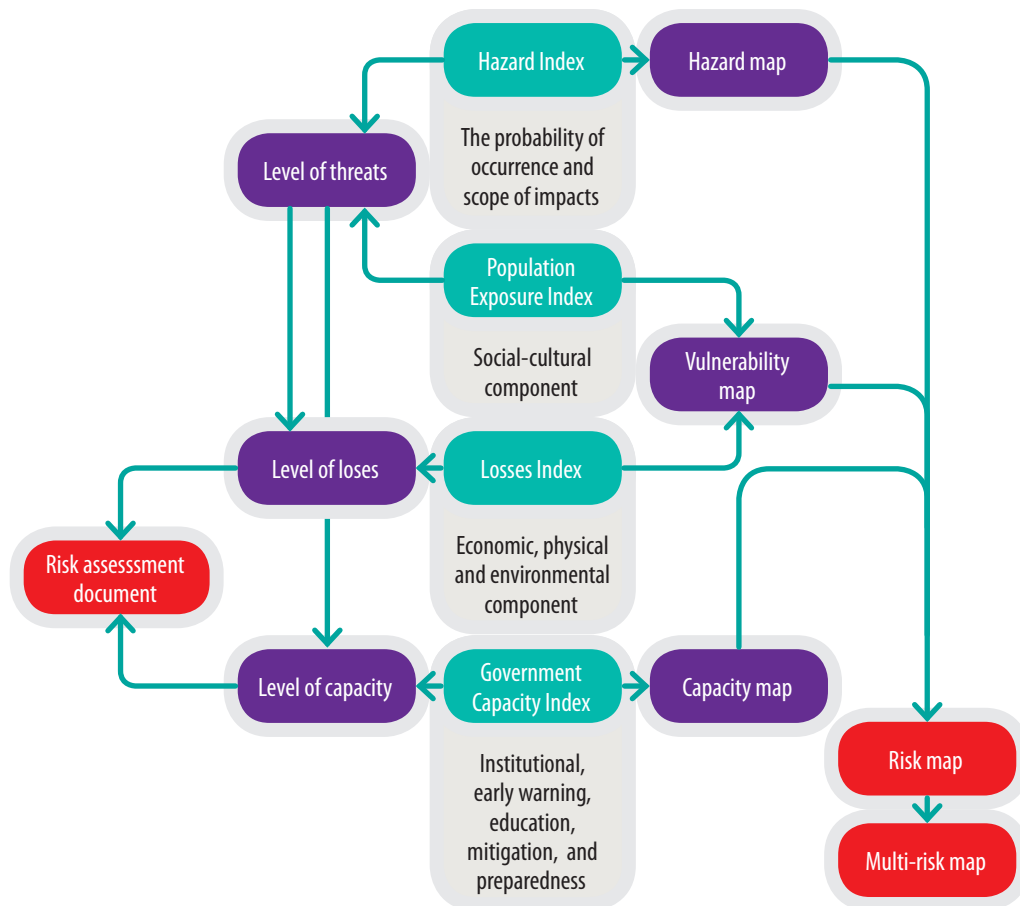 Hazard Index
Hazard map
The probability of
occurrence and
scope of impacts
Level of threats
Population
Exposure Index
Social-cultural
component
Vulnerability
map
Level of loses
Losses Index
Economic, physical
and environmental
component
Risk assesssment
document
Level of capacity
Government
Capacity Index
Capacity map
Institutional,
early warning,
education,
mitigation, and
preparedness
Risk map
Multi-risk map